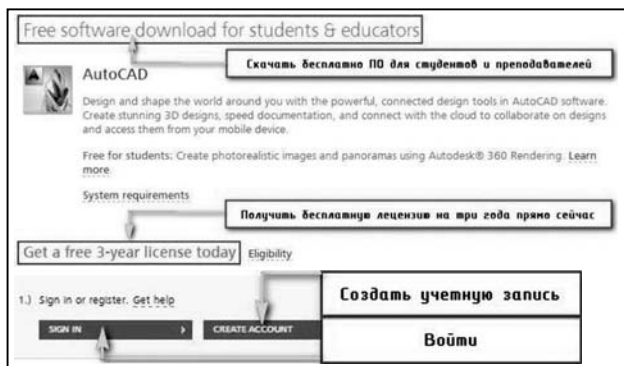 Free software download for students & educators
Скачать бесплатно ПО для студентов и преподавателей
AutoCAD
Design and shape the world around you with the powerful, connected design tools in AutoCAD software.
Create stunning 3D designs, speed documentation, and connect with the cloud to collaborate on designs
and access them from your mobile device.
Free for students: Create photorealistic images and panoramas using Autodesk® 360 Rendering. Learn
more.
System requirements
Получить бесплатную лецензию на три года прямо сейчас
Get a free 3-year license today Eligibility
Создать учетную запись
1.) Sign in or register. Get help
SIGN IN CREATE ACCOUNT
Войти